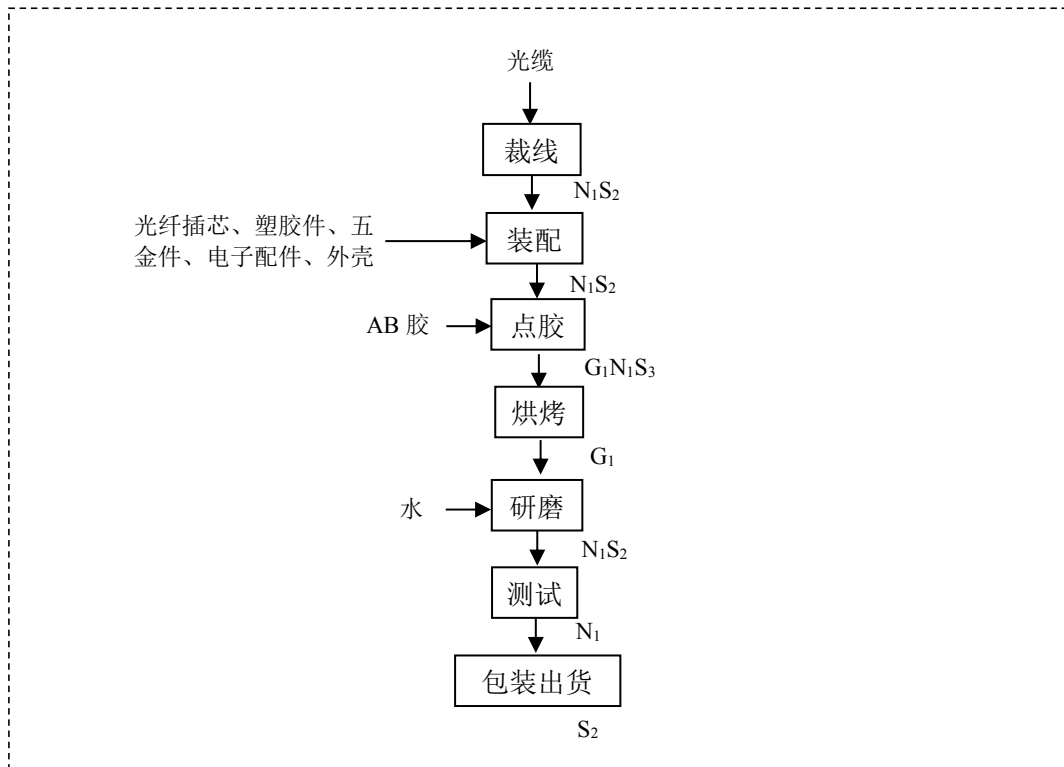 光缆
裁线
N₁S₂
光纤插芯、塑胶件、五
金件、电子配件、外壳
装配
N₁S₂
AB 胶
点胶
G₁N₁S₃
烘烤
G₁
水
研磨
N₁S₂
测试
N₁
包装出货
S₂